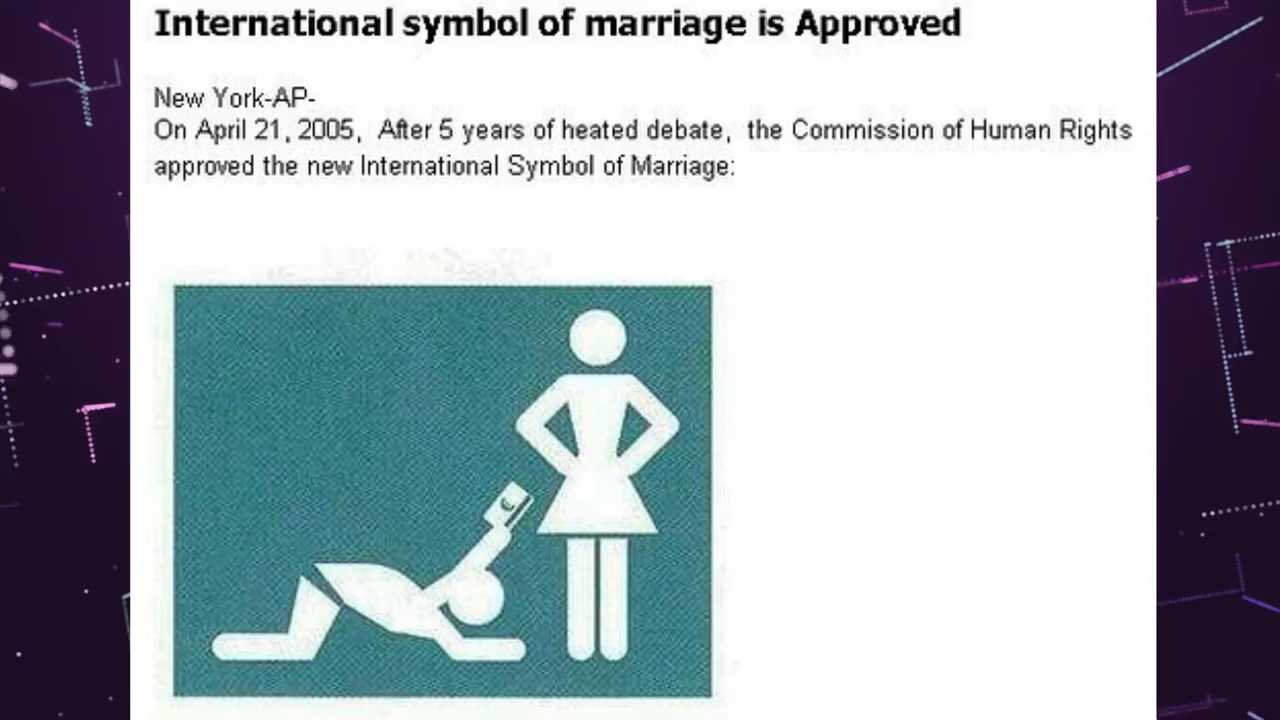 International symbol of marriage is Approved
New York-AP-
On April 21, 2005, After 5 years of heated debate, the Commission of Human Rights
approved the new International Symbol of Marriage:
€